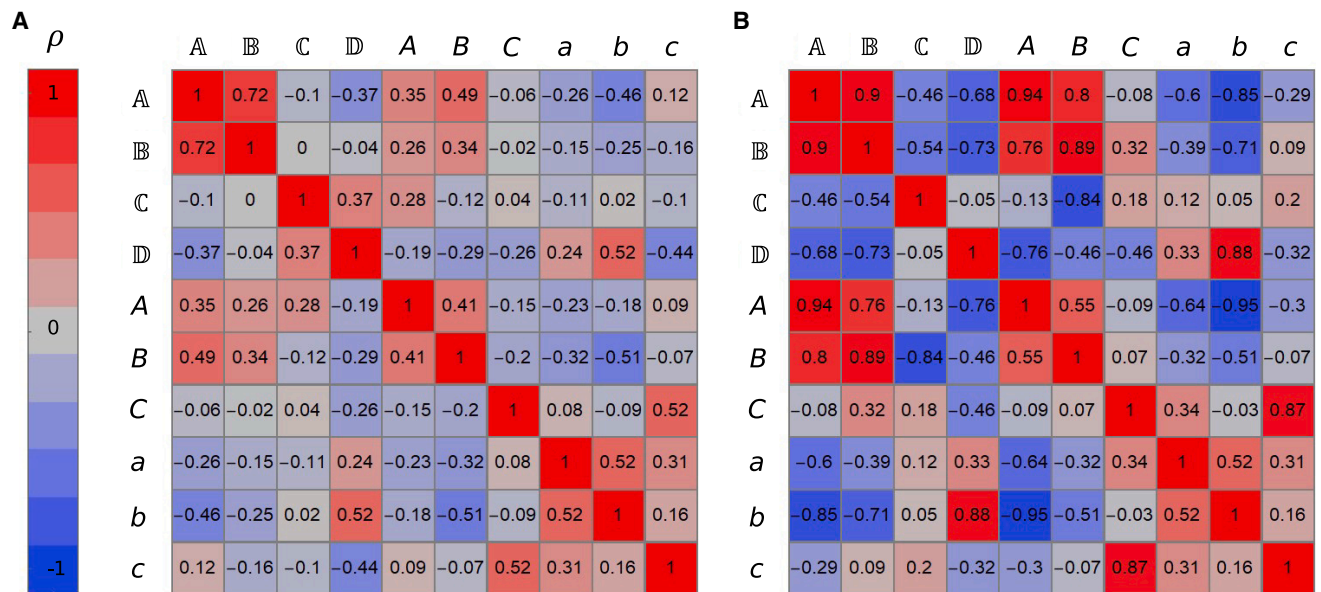 A
B
ρ
𝔸 𝔹 ℂ 𝔻 A B C a b c
𝔸 𝔹 ℂ 𝔻 A B C a b c
1
0
-1
𝔸 1 0.72 −0.1 −0.37 0.35 0.49 −0.06 −0.26 −0.46 0.12
𝔹 0.72 1 0 −0.04 0.26 0.34 −0.02 −0.15 −0.25 −0.16
ℂ −0.1 0 1 0.37 0.28 −0.12 0.04 −0.11 0.02 −0.1
𝔻 −0.37 −0.04 0.37 1 −0.19 −0.29 −0.26 0.24 0.52 −0.44
A 0.35 0.26 0.28 −0.19 1 0.41 −0.15 −0.23 −0.18 0.09
B 0.49 0.34 −0.12 −0.29 0.41 1 −0.2 −0.32 −0.51 −0.07
C −0.06 −0.02 0.04 −0.26 −0.15 −0.2 1 0.08 −0.09 0.52
a −0.26 −0.15 −0.11 0.24 −0.23 −0.32 0.08 1 0.52 0.31
b −0.46 −0.25 0.02 0.52 −0.18 −0.51 −0.09 0.52 1 0.16
c 0.12 −0.16 −0.1 −0.44 0.09 −0.07 0.52 0.31 0.16 1
𝔸 1 0.9 −0.46 −0.68 0.94 0.8 −0.08 −0.6 −0.85 −0.29
𝔹 0.9 1 −0.54 −0.73 0.76 0.89 0.32 −0.39 −0.71 0.09
ℂ −0.46 −0.54 1 −0.05 −0.13 −0.84 0.18 0.12 0.05 0.2
𝔻 −0.68 −0.73 −0.05 1 −0.76 −0.46 −0.46 0.33 0.88 −0.32
A 0.94 0.76 −0.13 −0.76 1 0.55 −0.09 −0.64 −0.95 −0.3
B 0.8 0.89 −0.84 −0.46 0.55 1 0.07 −0.32 −0.51 −0.07
C −0.08 0.32 0.18 −0.46 −0.09 0.07 1 0.34 −0.03 0.87
a −0.6 −0.39 0.12 0.33 −0.64 −0.32 0.34 1 0.52 0.31
b −0.85 −0.71 0.05 0.88 −0.95 −0.51 −0.03 0.52 1 0.16
c −0.29 0.09 0.2 −0.32 −0.3 −0.07 0.87 0.31 0.16 1